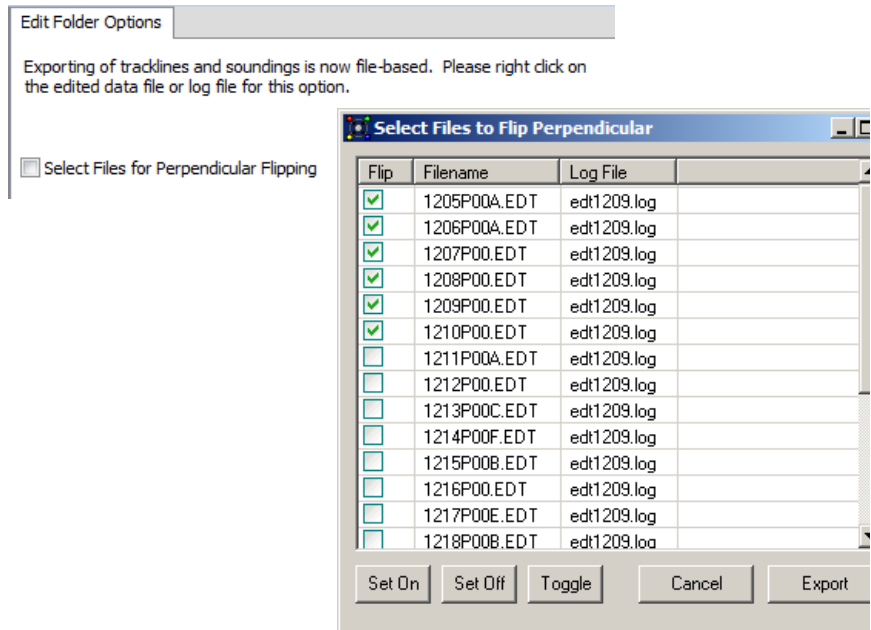 Edit Folder Options
Exporting of tracklines and soundings is now file-based. Please right click on
the edited data file or log file for this option.
Select Files for Perpendicular Flipping
Select Files to Flip Perpendicular
Flip Filename Log File
1205P00A.EDT edt1209.log
1206P00A.EDT edt1209.log
1207P00.EDT edt1209.log
1208P00.EDT edt1209.log
1209P00.EDT edt1209.log
1210P00.EDT edt1209.log
1211P00A.EDT edt1209.log
1212P00.EDT edt1209.log
1213P00C.EDT edt1209.log
1214P00F.EDT edt1209.log
1215P00B.EDT edt1209.log
1216P00.EDT edt1209.log
1217P00E.EDT edt1209.log
1218P00B.EDT edt1209.log
Set On Set Off Toggle Cancel Export